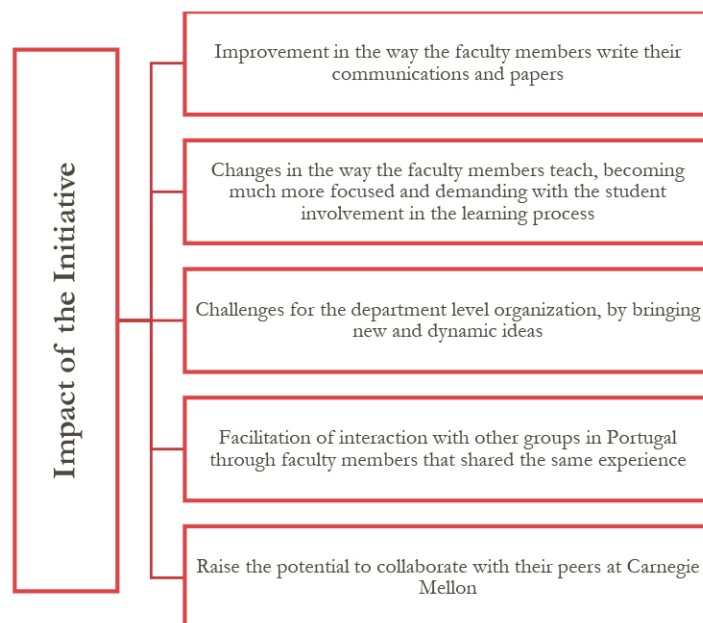 Impact of the Initiative
Improvement in the way the faculty members write their
communications and papers
Changes in the way the faculty members teach, becoming
much more focused and demanding with the student
involvement in the learning process
Challenges for the department level organization, by bringing
new and dynamic ideas
Facilitation of interaction with other groups in Portugal
through faculty members that shared the same experience
Raise the potential to collaborate with their peers at Carnegie
Mellon